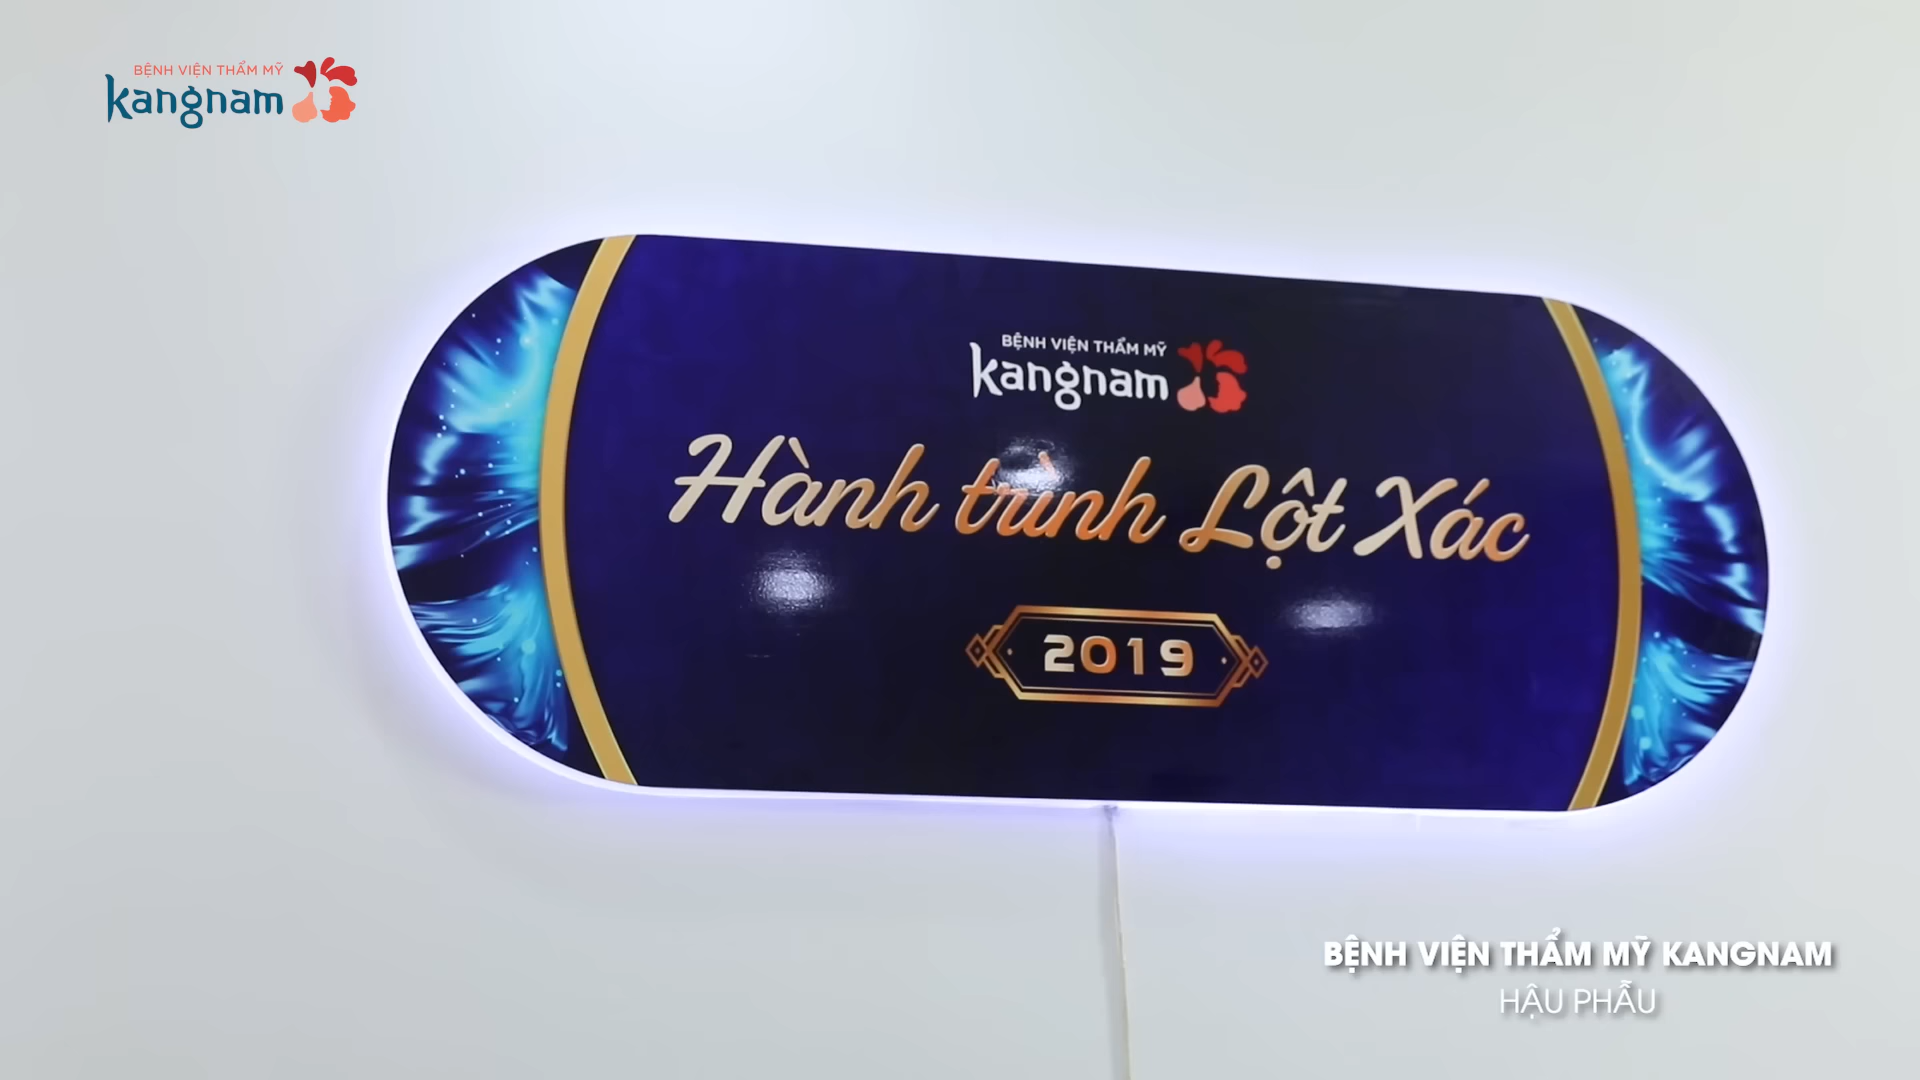 BỆNH VIỆN THẨM MỸ
kangnam
BỆNH VIỆN THẨM MỸ
kangnam
Hành trình Lột Xác
2019
BỆNH VIỆN THẨM MỸ KANGNAM
HẬU PHẪU